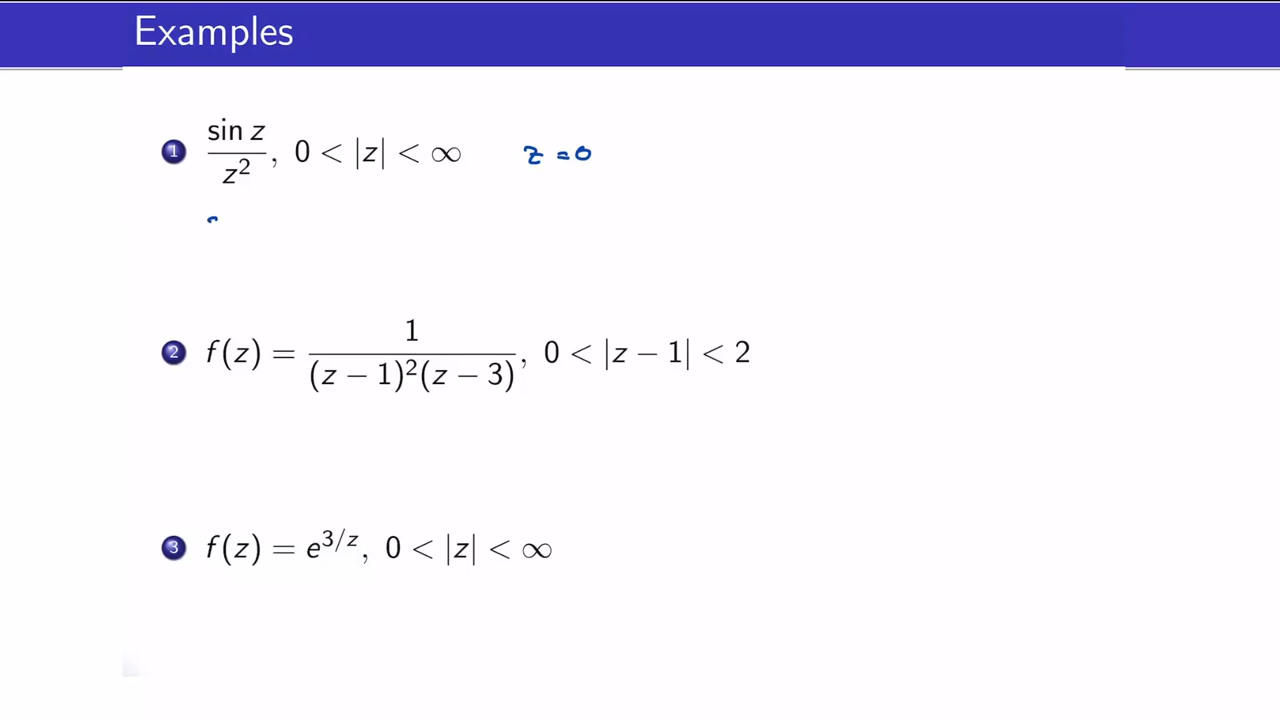 Examples
1 sin z / z², 0 < |z| < ∞ z = 0
2 f(z) = 1 / (z − 1)²(z − 3), 0 < |z − 1| < 2
3 f(z) = e^{3/z}, 0 < |z| < ∞